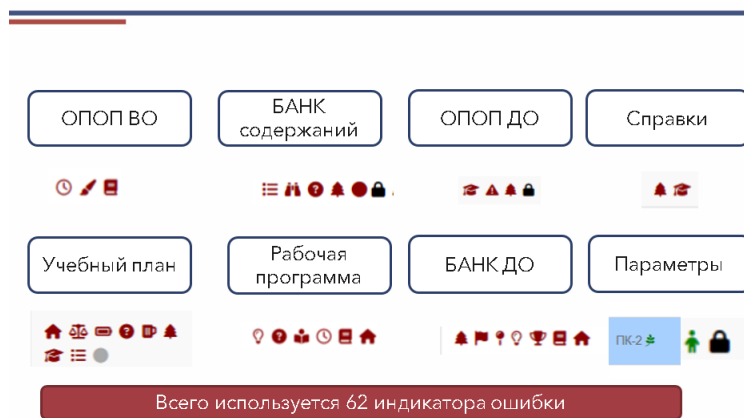 ОПОП ВО
БАНК
содержаний
ОПОП ДО
Справки
Учебный план
Рабочая
программа
БАНК ДО
Параметры
ПК-2
Всего используется 62 индикатора ошибки